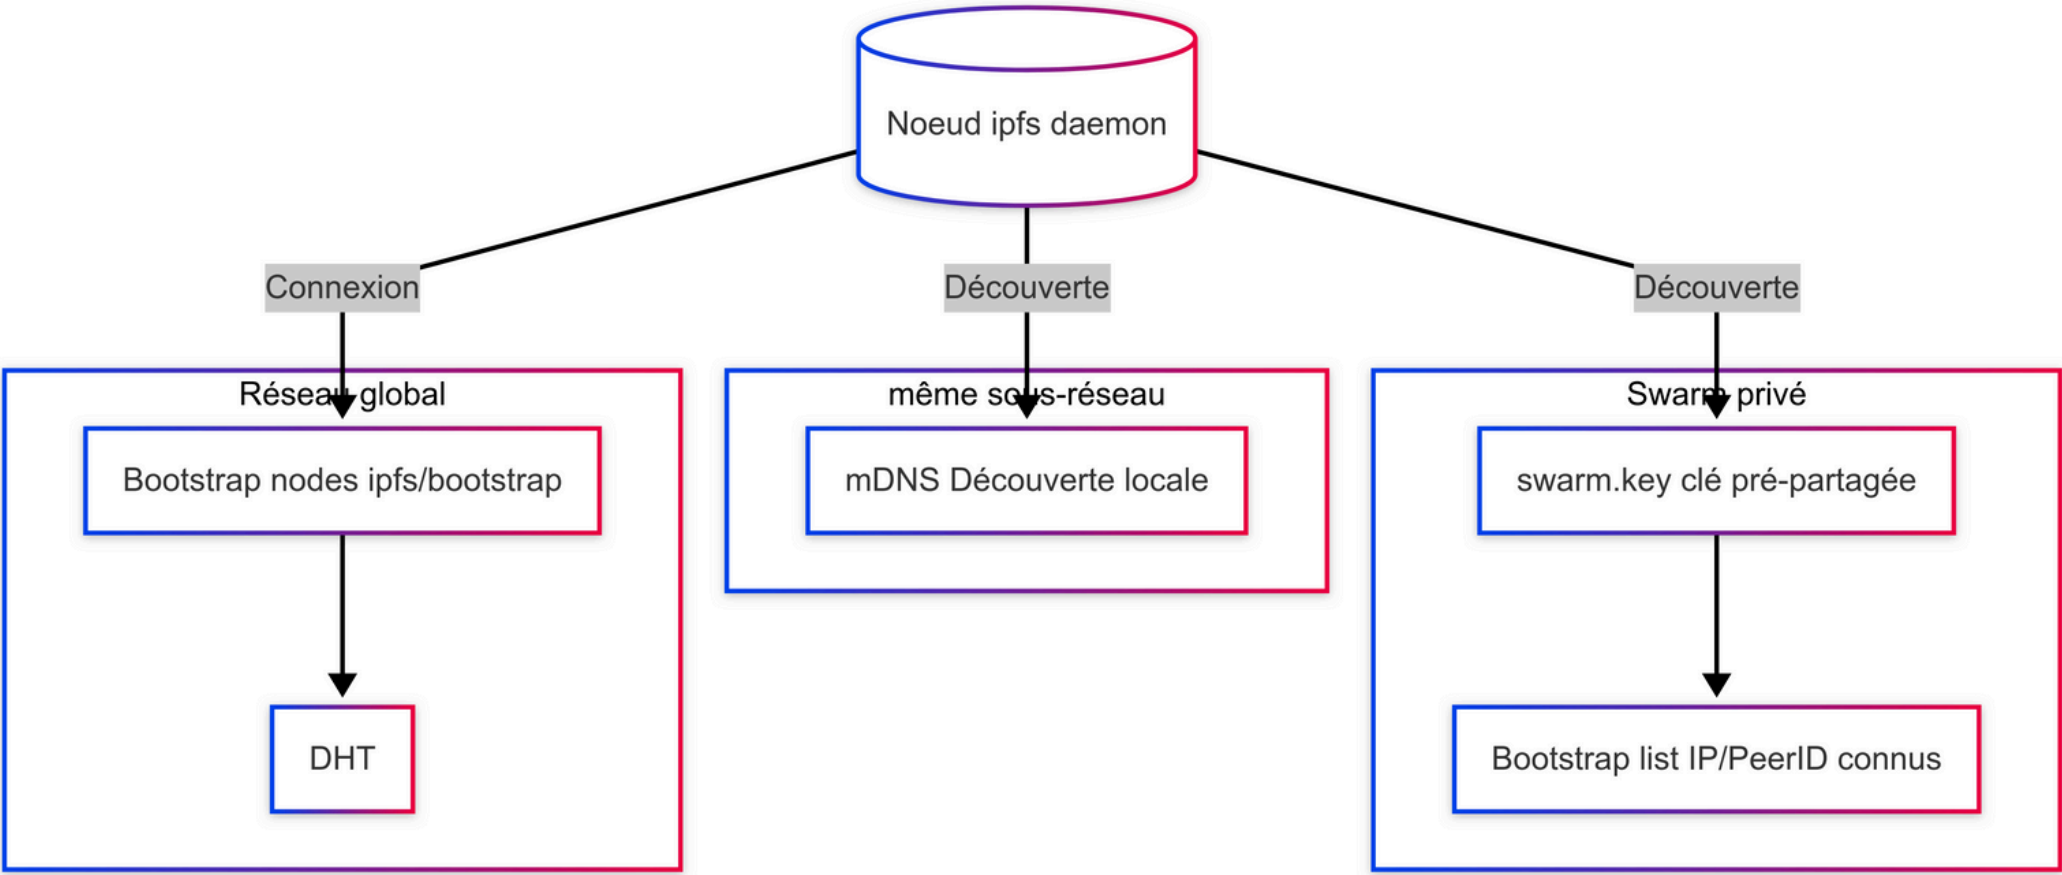 Noeud ipfs daemon
Connexion
Découverte
Découverte
Réseau global
même sous-réseau
Swarm privé
Bootstrap nodes ipfs/bootstrap
mDNS Découverte locale
swarm.key clé pré-partagée
DHT
Bootstrap list IP/PeerID connus